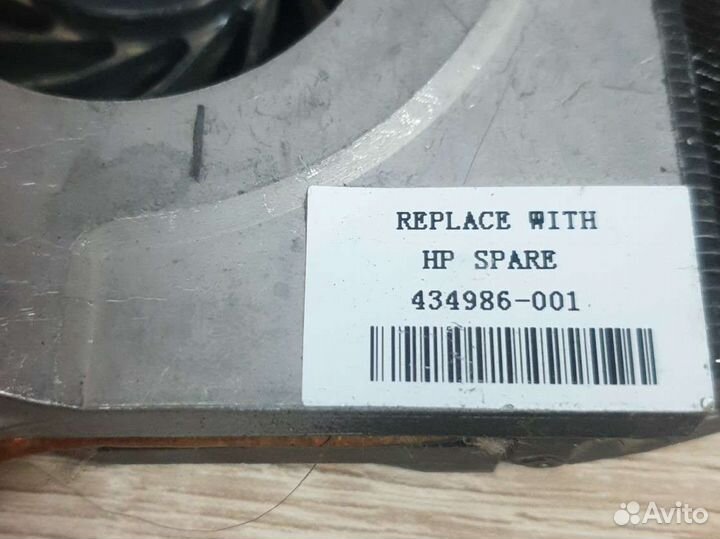 REPLACE WITH
HP SPARE
434986-001
Avito